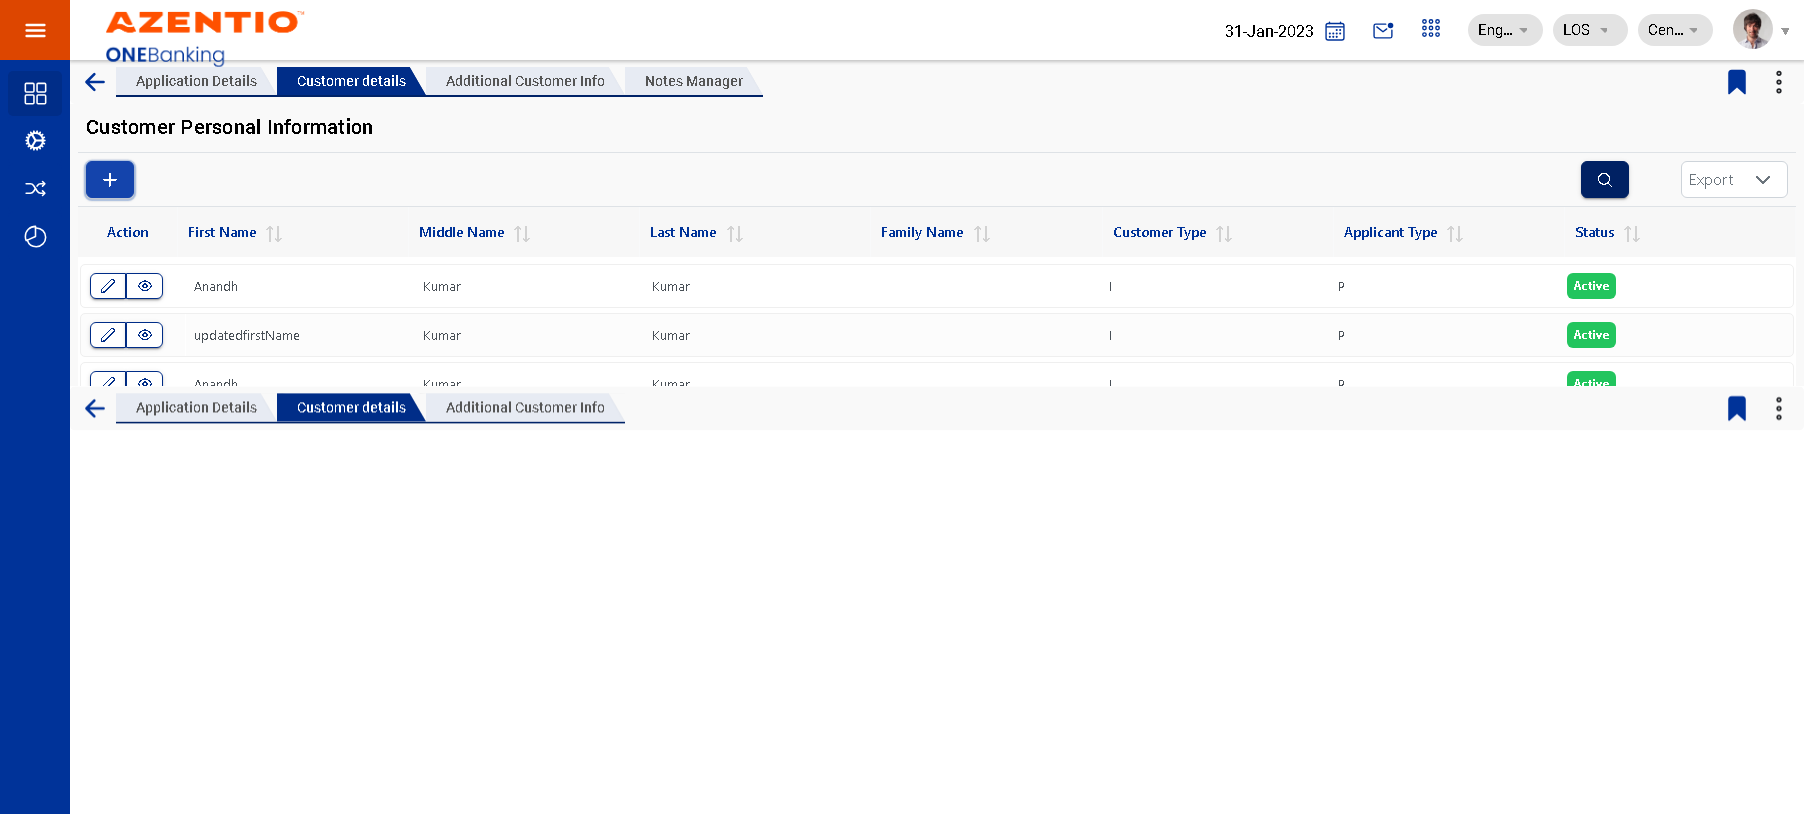 AZENTIO™
ONEBanking
31-Jan-2023
Eng...
LOS
Cen...
Application Details
Customer details
Additional Customer Info
Notes Manager
Customer Personal Information
+
Export
Action First Name Middle Name Last Name Family Name Customer Type Applicant Type Status
Anandh Kumar Kumar I P Active
updatedfirstName Kumar Kumar I P Active
Anandh Kumar Kumar I P Active
Application Details
Customer details
Additional Customer Info